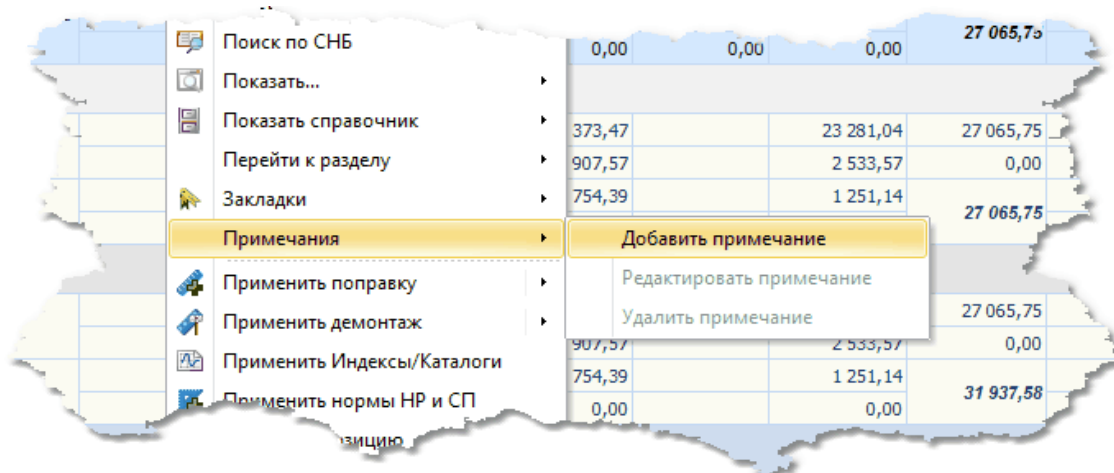 Поиск по СНБ
0,00 0,00 0,00 27 065,75
Показать...
Показать справочник
373,47 23 281,04 27 065,75
Перейти к разделу
907,57 2 533,57 0,00
Закладки
754,39 1 251,14
27 065,75
Примечания
Добавить примечание
Редактировать примечание
Применить поправку
27 065,75
Удалить примечание
Применить демонтаж
907,57 2 533,57 0,00
Применить Индексы/Каталоги
754,39 1 251,14
31 937,58
Применить нормы НР и СП
0,00 0,00